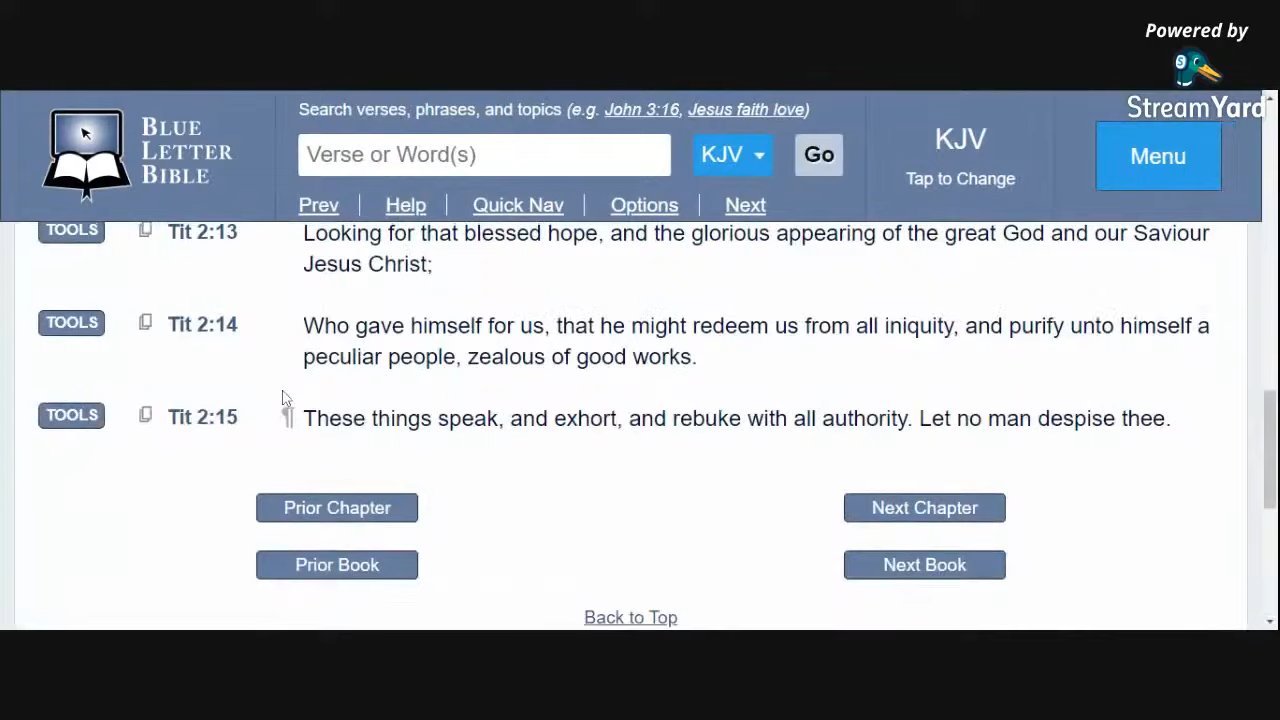 Powered by
StreamYard
BLUE
LETTER
BIBLE
Search verses, phrases, and topics (e.g. John 3:16, Jesus faith love)
Verse or Word(s)
KJV
Go
KJV
Tap to Change
Menu
Prev
Help
Quick Nav
Options
Next
TOOLS Tit 2:13 Looking for that blessed hope, and the glorious appearing of the great God and our Saviour
Jesus Christ;
TOOLS Tit 2:14 Who gave himself for us, that he might redeem us from all iniquity, and purify unto himself a
peculiar people, zealous of good works.
TOOLS Tit 2:15 ¶ These things speak, and exhort, and rebuke with all authority. Let no man despise thee.
Prior Chapter
Next Chapter
Prior Book
Next Book
Back to Top